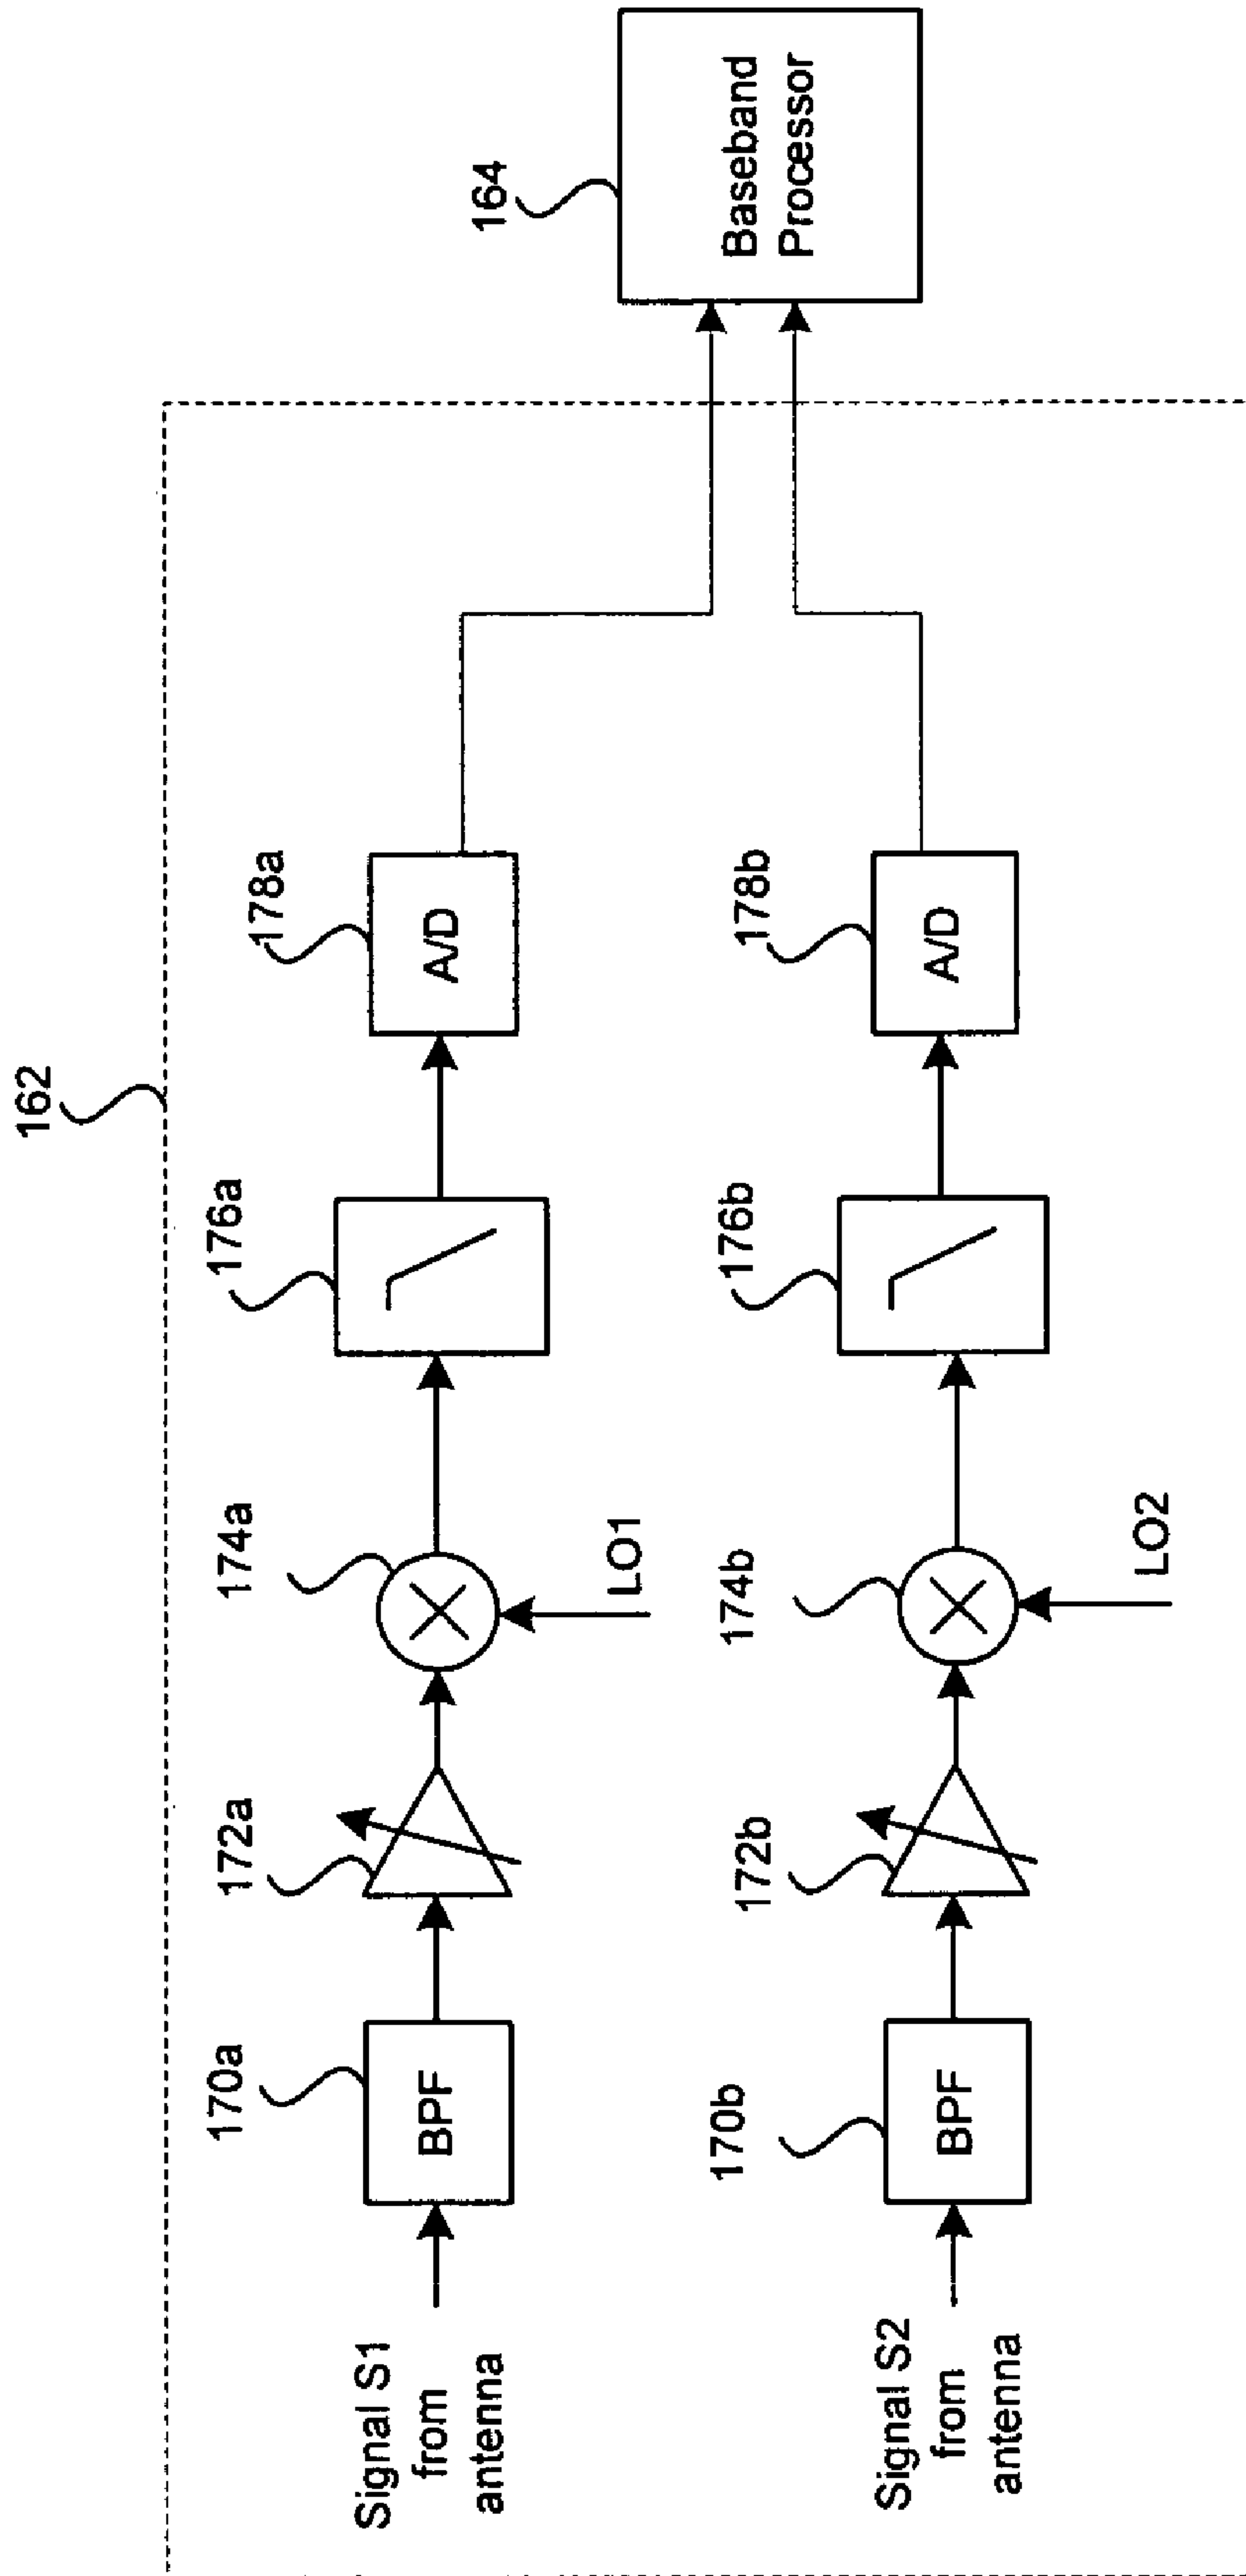 162
164
Baseband
Processor
170a
172a
174a
176a
178a
Signal S1
from
antenna
BPF
LO1
A/D
170b
172b
174b
176b
178b
Signal S2
from
antenna
BPF
LO2
A/D